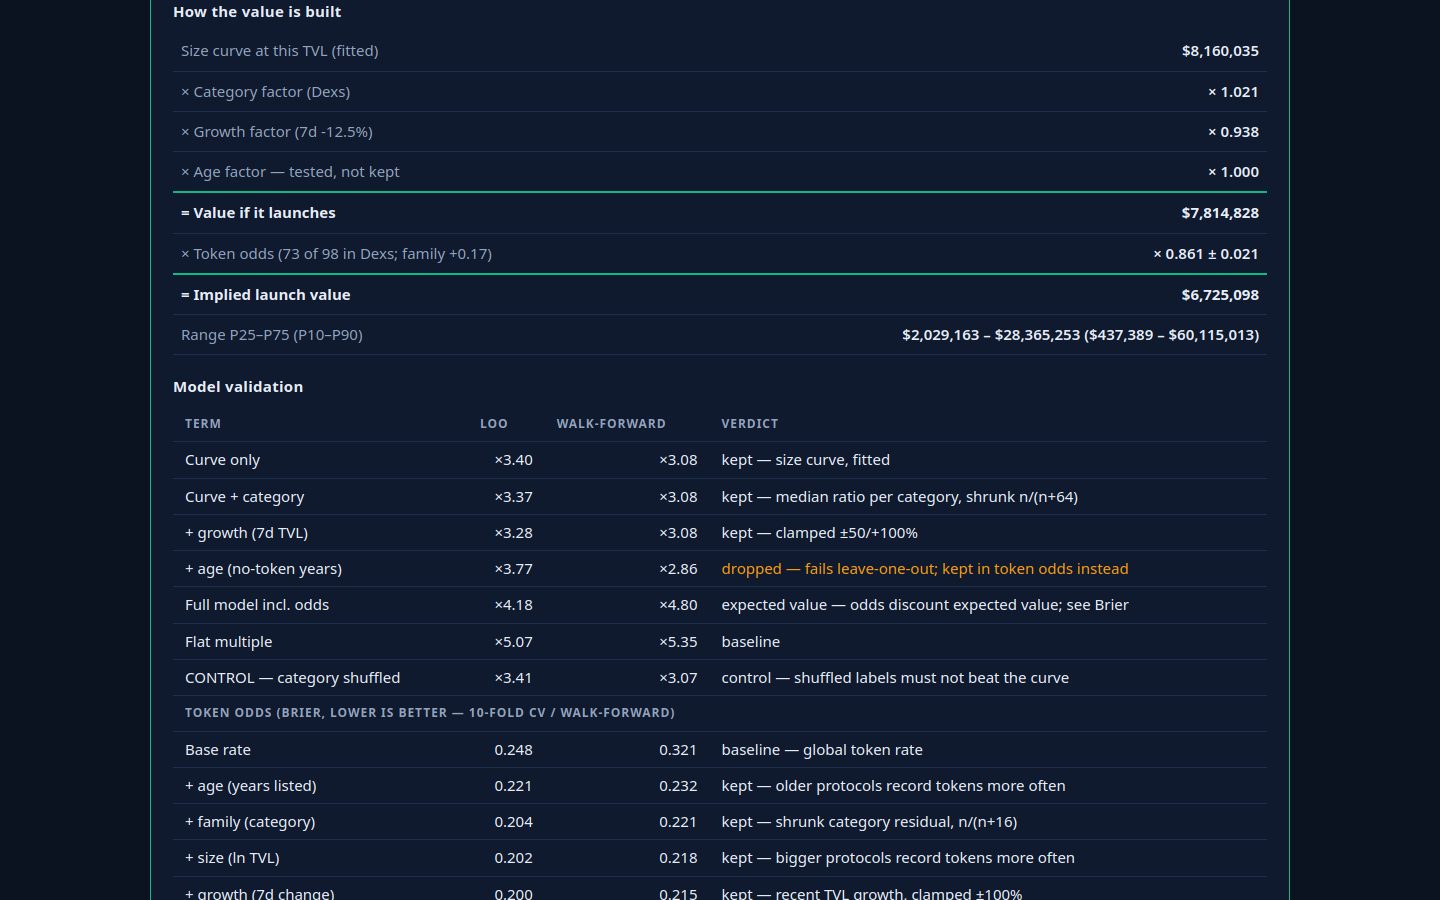 How the value is built
Size curve at this TVL (fitted) $8,160,035
× Category factor (Dexs) × 1.021
× Growth factor (7d -12.5%) × 0.938
× Age factor — tested, not kept × 1.000
= Value if it launches $7,814,828
× Token odds (73 of 98 in Dexs; family +0.17) × 0.861 ± 0.021
= Implied launch value $6,725,098
Range P25–P75 (P10–P90) $2,029,163 – $28,365,253 ($437,389 – $60,115,013)
Model validation
TERM LOO WALK-FORWARD VERDICT
Curve only ×3.40 ×3.08 kept — size curve, fitted
Curve + category ×3.37 ×3.08 kept — median ratio per category, shrunk n/(n+64)
+ growth (7d TVL) ×3.28 ×3.08 kept — clamped ±50/+100%
+ age (no-token years) ×3.77 ×2.86 dropped — fails leave-one-out; kept in token odds instead
Full model incl. odds ×4.18 ×4.80 expected value — odds discount expected value; see Brier
Flat multiple ×5.07 ×5.35 baseline
CONTROL — category shuffled ×3.41 ×3.07 control — shuffled labels must not beat the curve
TOKEN ODDS (BRIER, LOWER IS BETTER — 10-FOLD CV / WALK-FORWARD)
Base rate 0.248 0.321 baseline — global token rate
+ age (years listed) 0.221 0.232 kept — older protocols record tokens more often
+ family (category) 0.204 0.221 kept — shrunk category residual, n/(n+16)
+ size (ln TVL) 0.202 0.218 kept — bigger protocols record tokens more often
+ growth (7d change) 0.200 0.215 kept — recent TVL growth, clamped ±100%